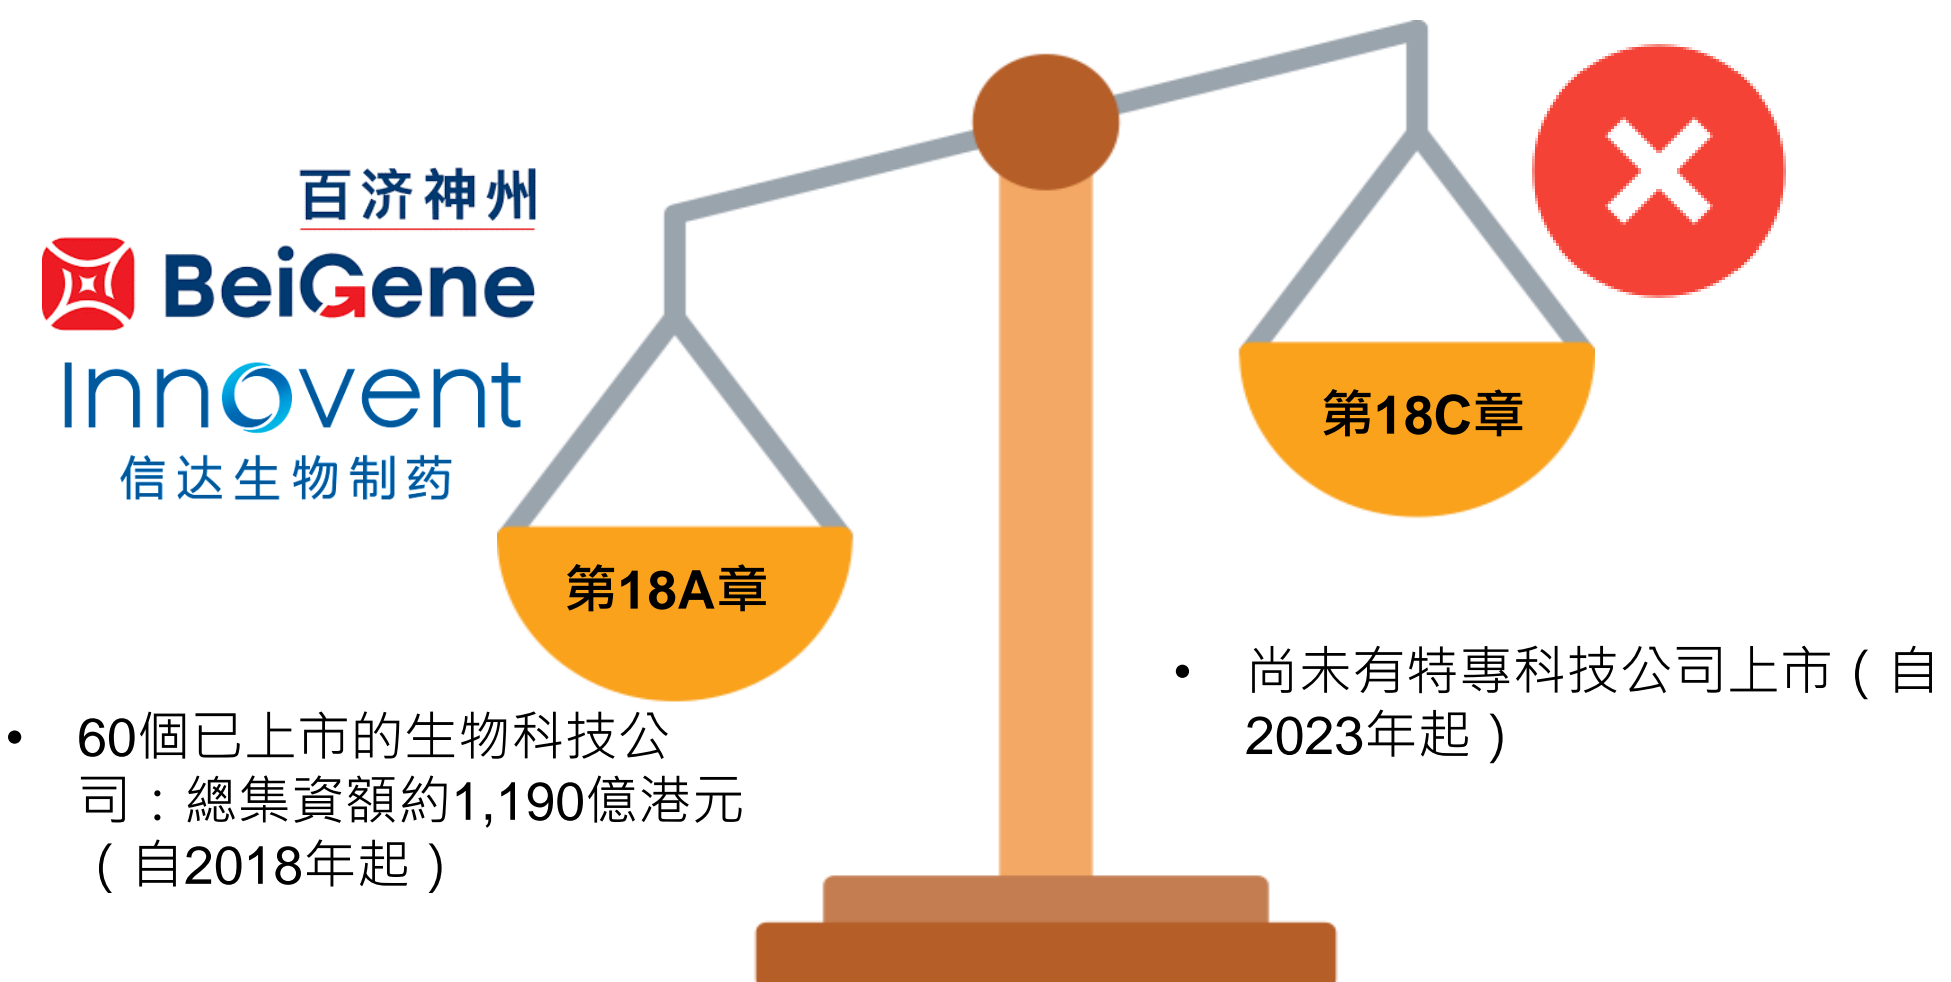 百济神州
BeiGene
Innovent
信达生物制药
第18A章
第18C章
• 60個已上市的生物科技公
司：總集資額約1,190億港元
（自2018年起）
• 尚未有特專科技公司上市（自
2023年起）